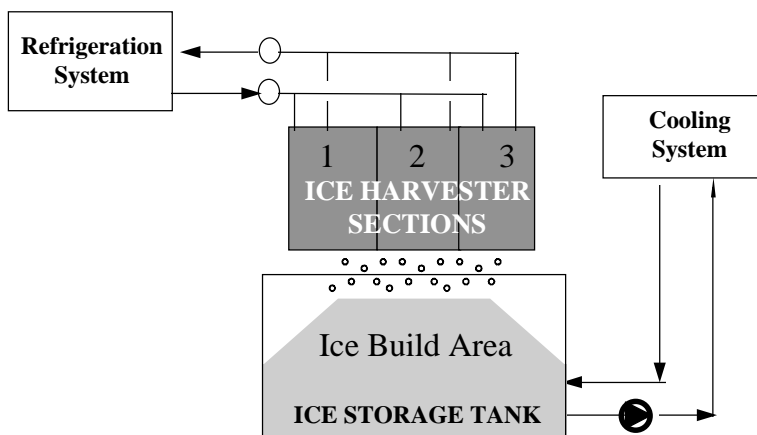 Refrigeration
System
Cooling
System
1 2 3
ICE HARVESTER
SECTIONS
Ice Build Area
ICE STORAGE TANK